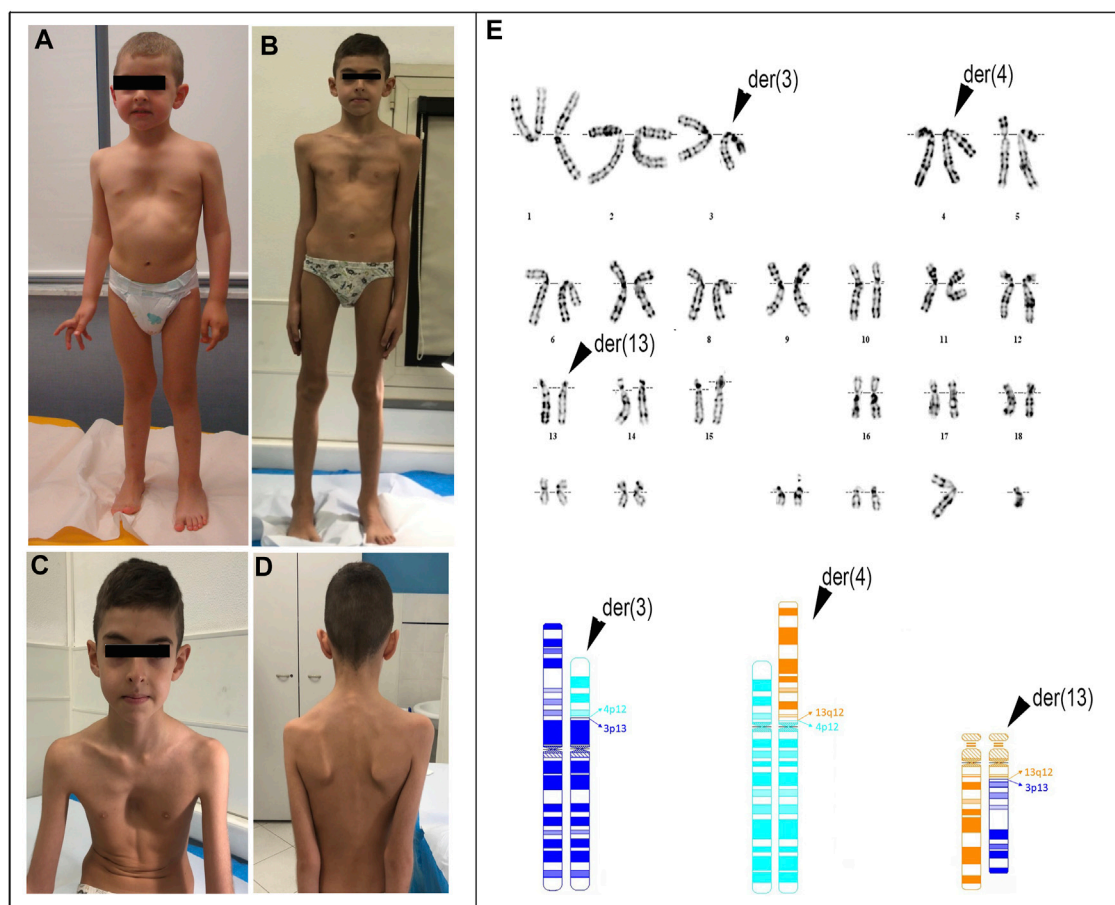 A
B
C
D
E
der(3)
der(4)
1
2
3
4
5
6
8
9
10
11
12
der(13)
13
14
15
16
17
18
der(3)
4p12
3p13
der(4)
13q12
4p12
der(13)
13q12
3p13